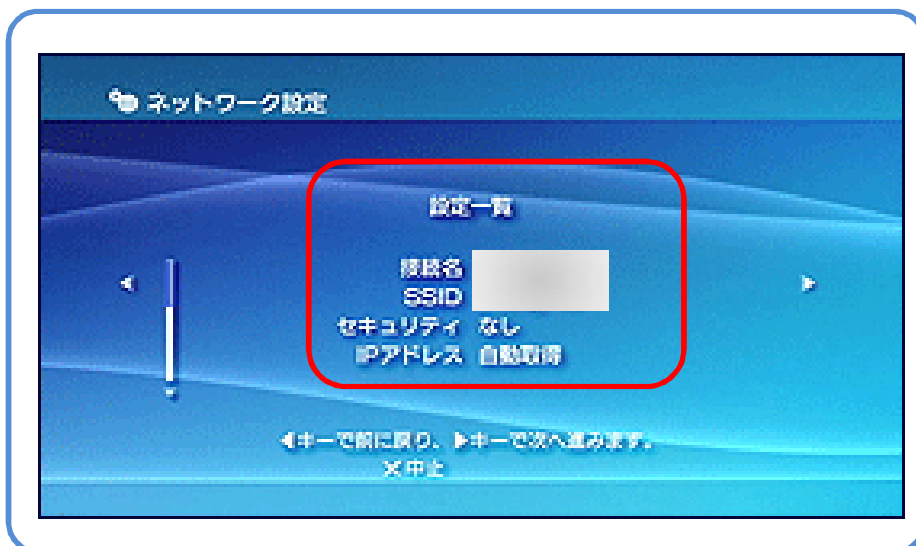 ネットワーク設定
設定一覧
接続名
SSID
セキュリティ なし
IPアドレス 自動取得
◀キーで前に戻り、▶キーで次へ進みます。
✕中止